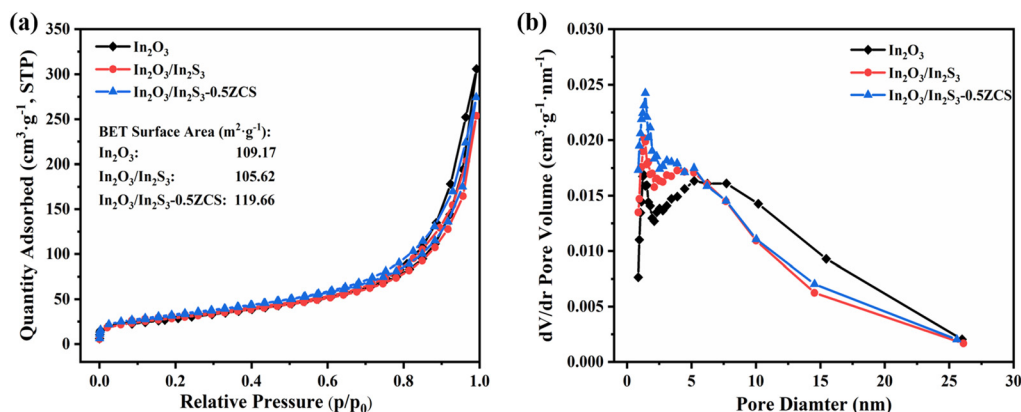 (a)
Quantity Adsorbed (cm³·g⁻¹, STP)
350
300
250
200
150
100
50
0
In₂O₃
In₂O₃/In₂S₃
In₂O₃/In₂S₃-0.5ZCS
BET Surface Area (m²·g⁻¹):
In₂O₃: 109.17
In₂O₃/In₂S₃: 105.62
In₂O₃/In₂S₃-0.5ZCS: 119.66
0.0 0.2 0.4 0.6 0.8 1.0
Relative Pressure (p/p₀)
(b)
dV/dr Pore Volume (cm³·g⁻¹·nm⁻¹)
0.030
0.025
0.020
0.015
0.010
0.005
0.000
In₂O₃
In₂O₃/In₂S₃
In₂O₃/In₂S₃-0.5ZCS
0 5 10 15 20 25 30
Pore Diamter (nm)